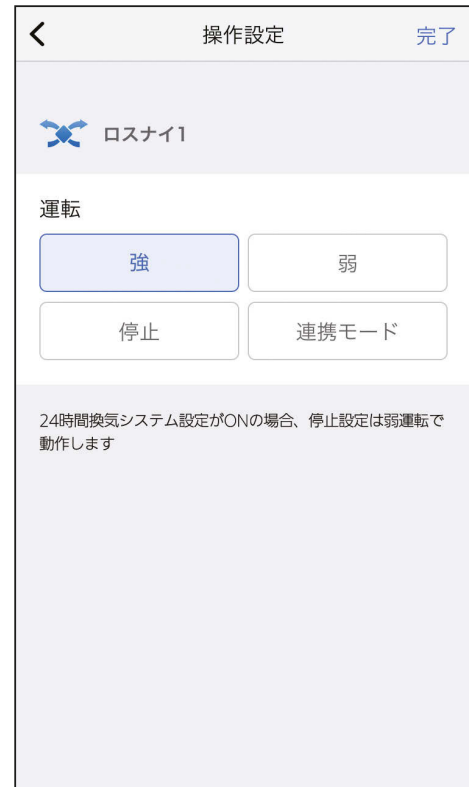 操作設定 完了
ロスナイ1
運転
強 弱
停止 連携モード
24時間換気システム設定がONの場合、停止設定は弱運転で
動作します